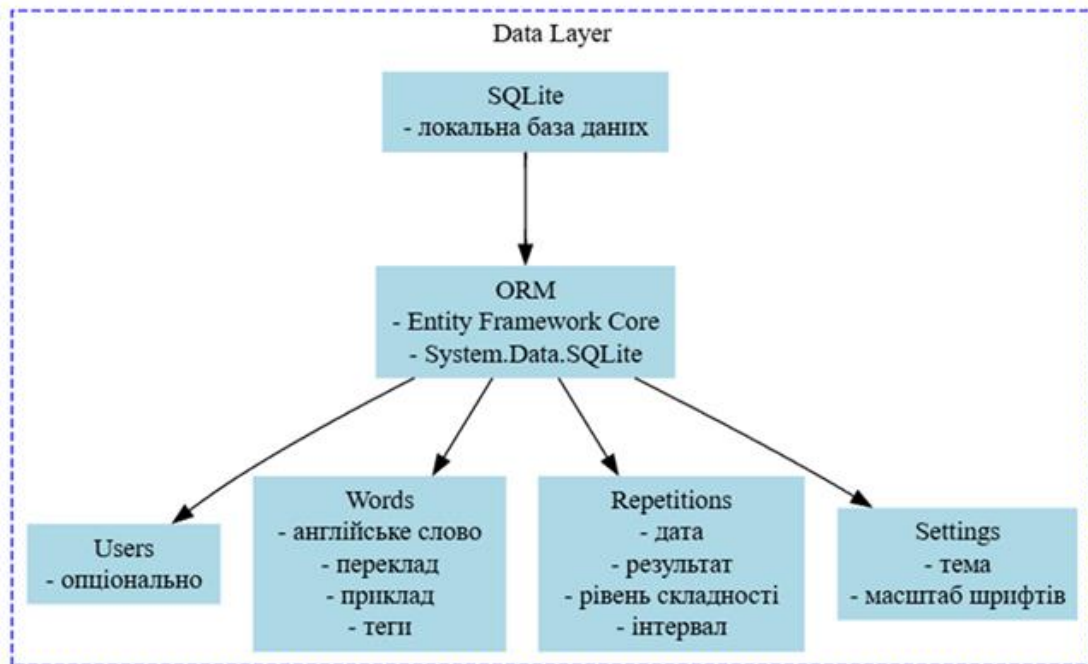 Data Layer
SQLite
- локальна база даних
ORM
- Entity Framework Core
- System.Data.SQLite
Users
- опціонально
Words
- англійське слово
- переклад
- приклад
- теги
Repetitions
- дата
- результат
- рівень складності
- інтервал
Settings
- тема
- масштаб шрифтів